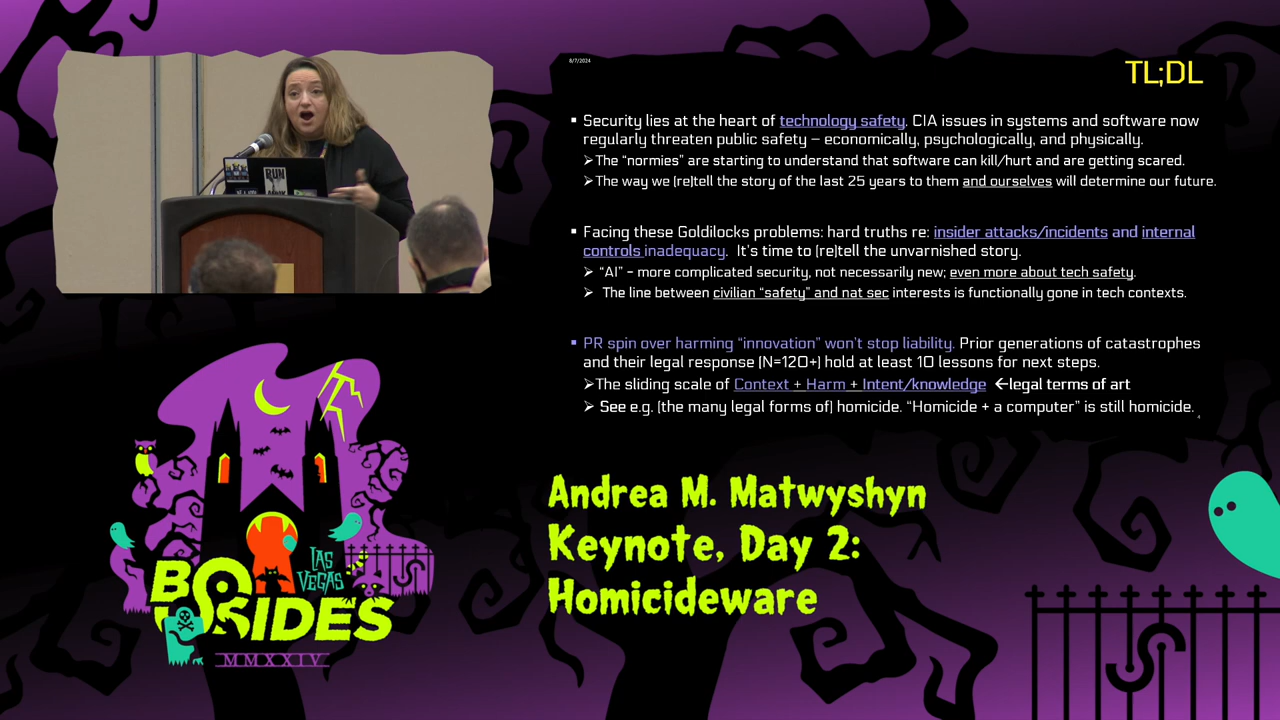 8/7/2024
TL;DL
▪ Security lies at the heart of technology safety. CIA issues in systems and software now
regularly threaten public safety – economically, psychologically, and physically.
➢The “normies” are starting to understand that software can kill/hurt and are getting scared.
➢The way we (re)tell the story of the last 25 years to them and ourselves will determine our future.
▪ Facing these Goldilocks problems: hard truths re: insider attacks/incidents and internal
controls inadequacy. It’s time to (re)tell the unvarnished story.
➢ “AI” – more complicated security, not necessarily new; even more about tech safety.
➢ The line between civilian “safety” and nat sec interests is functionally gone in tech contexts.
▪ PR spin over harming “innovation” won’t stop liability. Prior generations of catastrophes
and their legal response (N=120+) hold at least 10 lessons for next steps.
➢The sliding scale of Context + Harm + Intent/knowledge ←legal terms of art
➢ See e.g. (the many legal forms of) homicide. “Homicide + a computer” is still homicide.
4
RUN
LAS
VEGAS
BSIDES
MMXXIV
Andrea M. Matwyshyn
Keynote, Day 2:
Homicideware